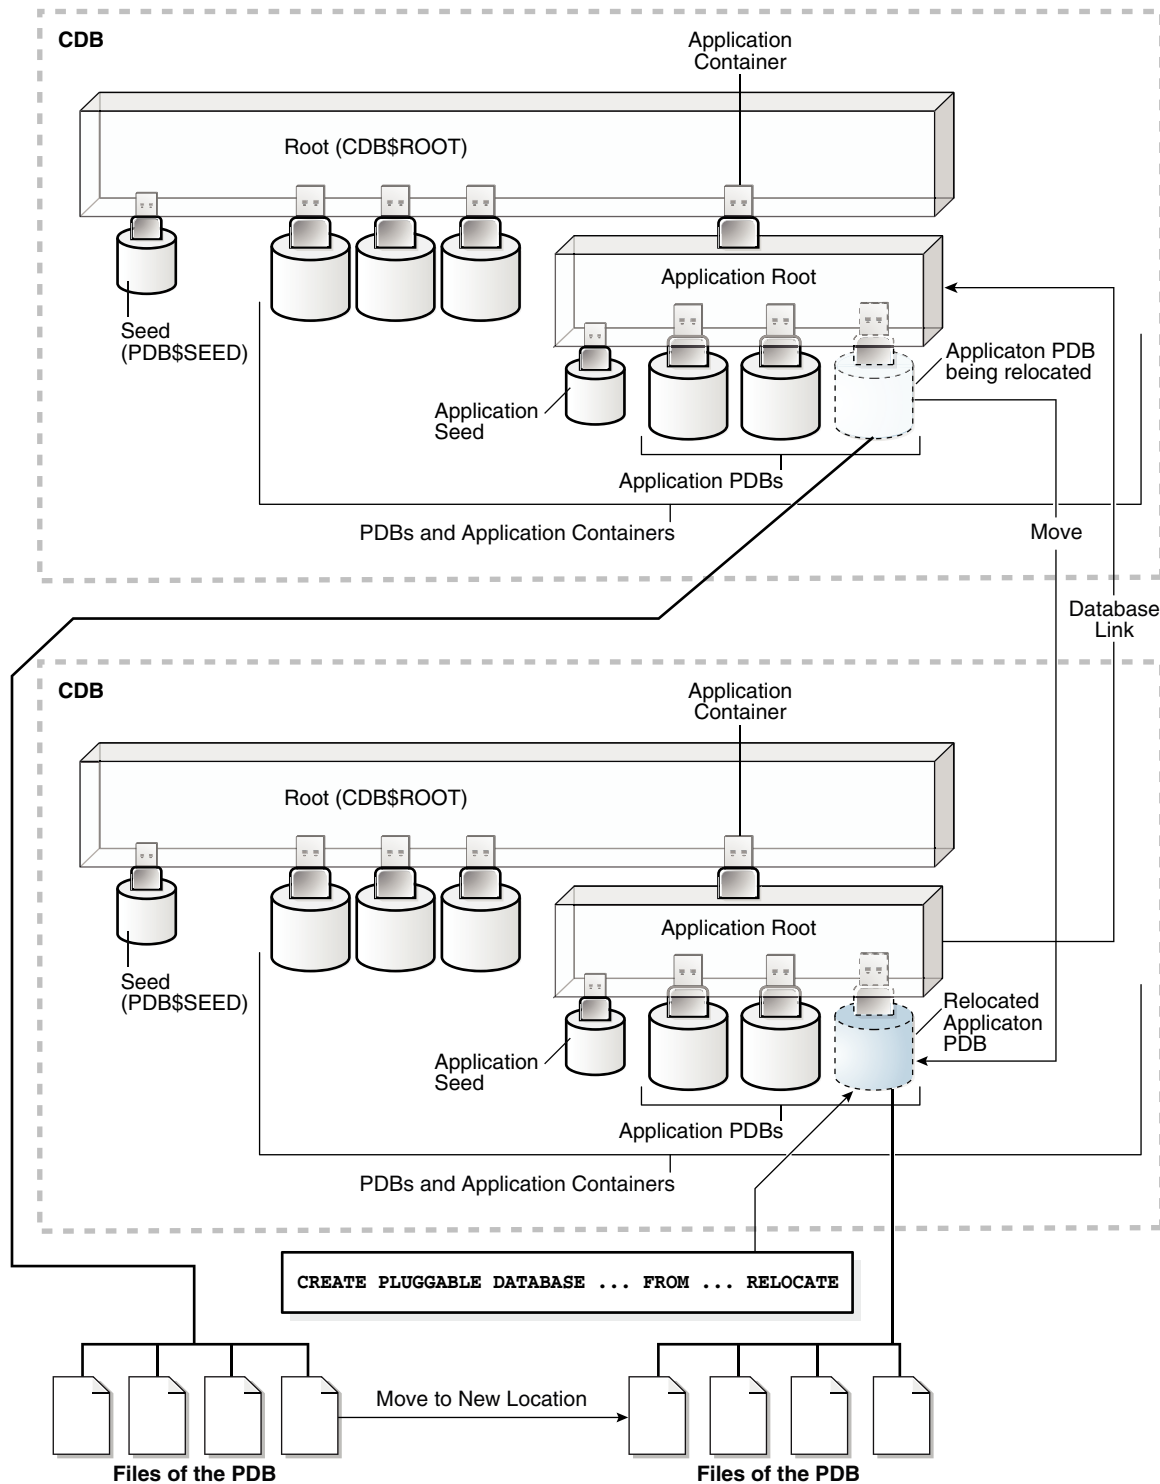 CDB
Application
Container
Root (CDB$ROOT)
Application Root
Seed
(PDB$SEED)
Applicaton PDB
being relocated
Application
Seed
Application PDBs
PDBs and Application Containers
Move
Database
Link
CDB
Application
Container
Root (CDB$ROOT)
Application Root
Seed
(PDB$SEED)
Relocated
Applicaton
PDB
Application
Seed
Application PDBs
PDBs and Application Containers
CREATE PLUGGABLE DATABASE ... FROM ... RELOCATE
Move to New Location
Files of the PDB
Files of the PDB